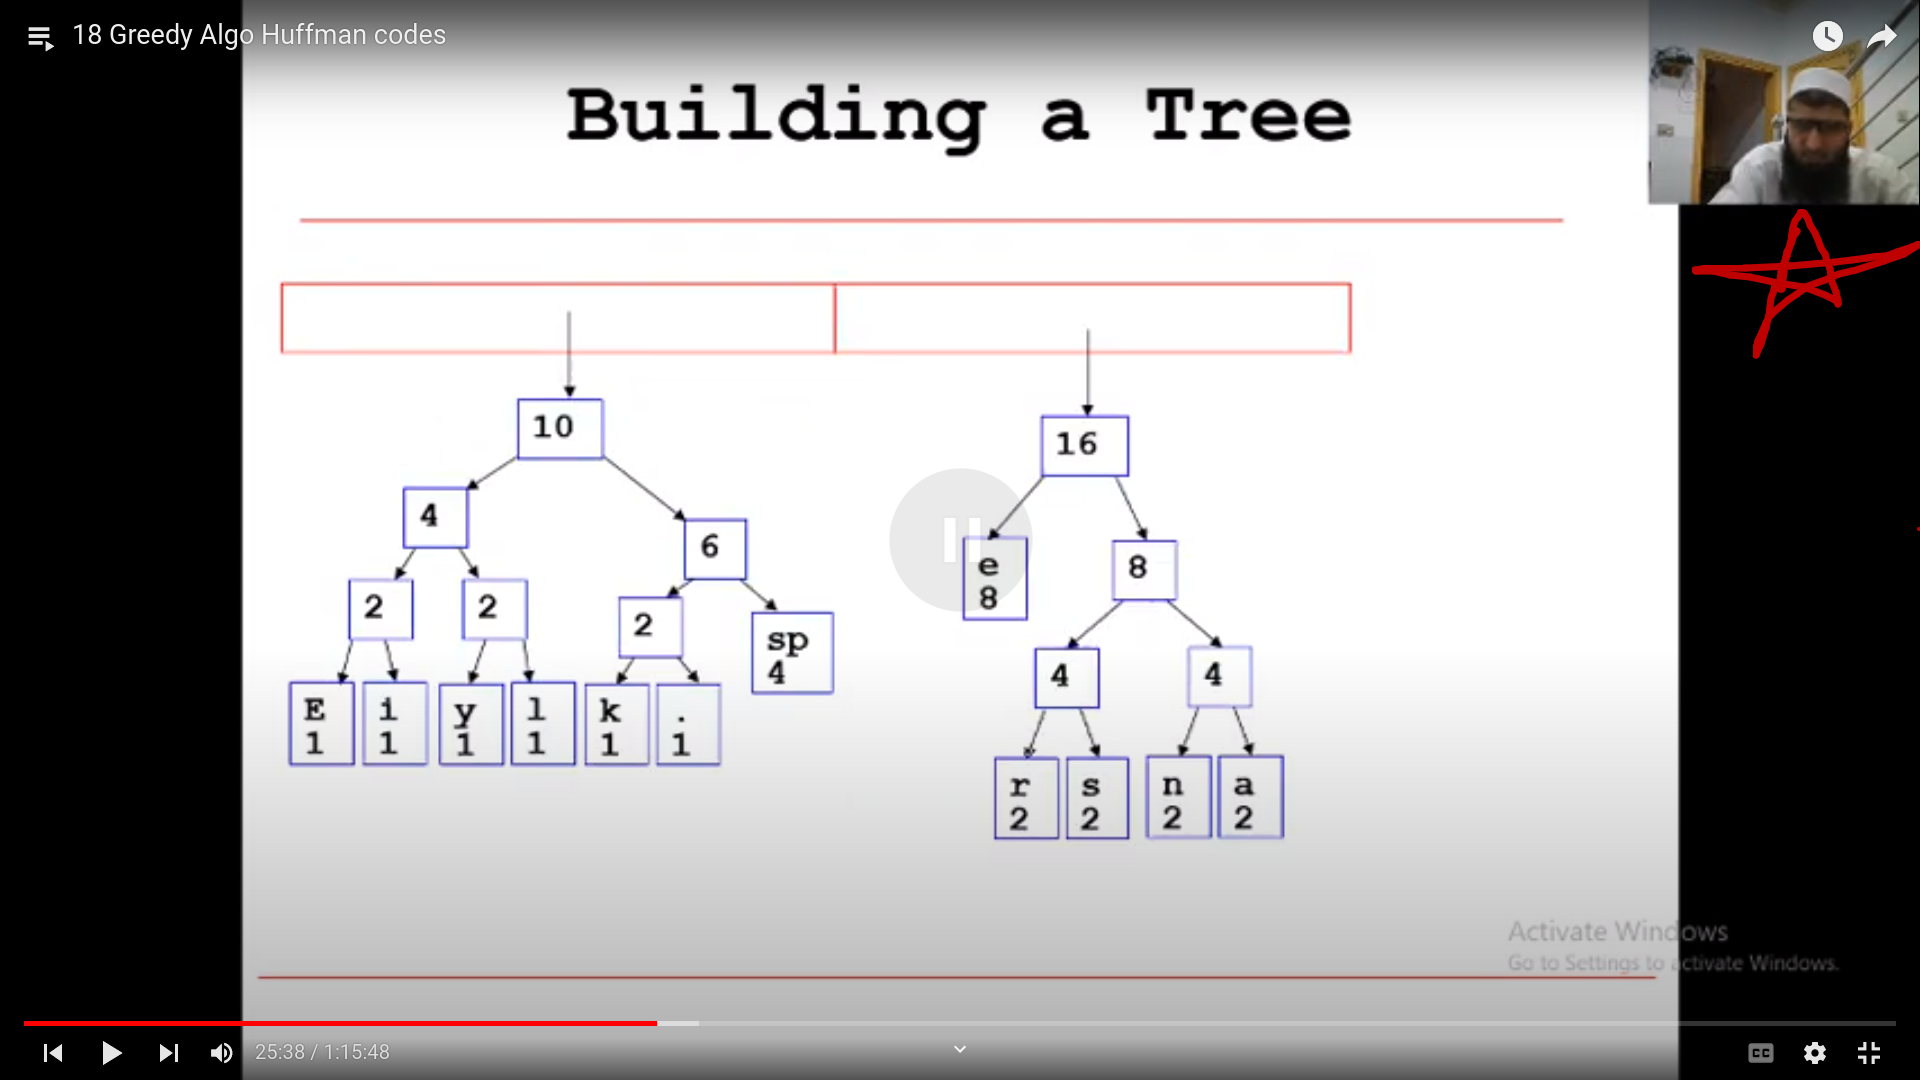 18 Greedy Algo Huffman codes
Building a Tree
10
16
4
6
e
8
8
2
2
2
sp
4
4
4
E
1
i
1
y
1
l
1
k
1
.
1
r
2
s
2
n
2
a
2
Activate Windows
Go to Settings to activate Windows.
25:38 / 1:15:48
CC